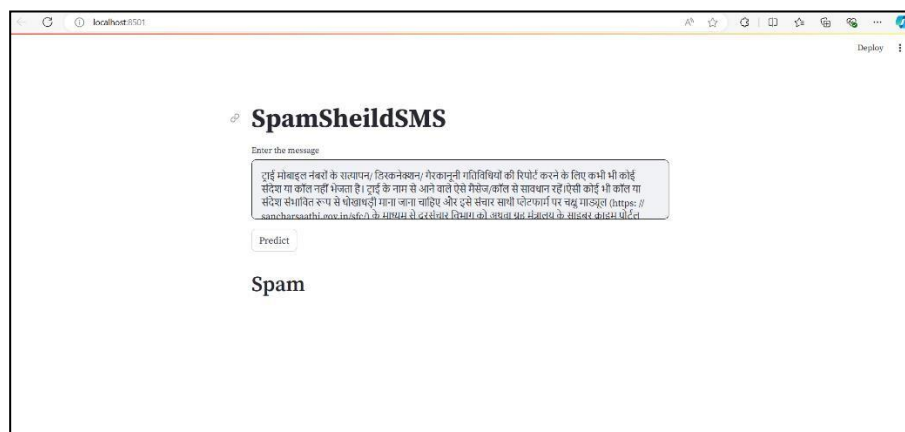 localhost:8501
Deploy
SpamSheildSMS
Enter the message
ट्राई मोबाइल नंबरों के सत्यापन/ डिस्कनेक्शन/ गैरकानूनी गतिविधियों की रिपोर्ट करने के लिए कभी भी कोई
संदेश या कॉल नहीं भेजता है। ट्राई के नाम से आने वाले ऐसे मैसेज/कॉल से सावधान रहें।ऐसी कोई भी कॉल या
संदेश संभावित रूप से धोखाधड़ी माना जाना चाहिए और इसे संचार साथी प्लेटफार्म पर चक्षु माड्यूल (https: //
sancharsaathi.gov.in/sfc/) के माध्यम से दूरसंचार विभाग को अथवा गृह मंत्रालय के साइबर क्राइम पोर्टल
Predict
Spam